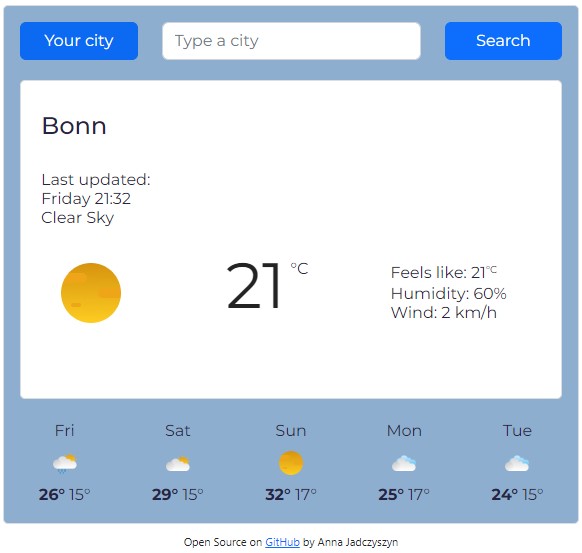 Your city Type a city Search
Bonn
Last updated:
Friday 21:32
Clear Sky
21 °C
Feels like: 21°C
Humidity: 60%
Wind: 2 km/h
Fri Sat Sun Mon Tue
26° 15° 29° 15° 32° 17° 25° 17° 24° 15°
Open Source on GitHub by Anna Jadczyszyn